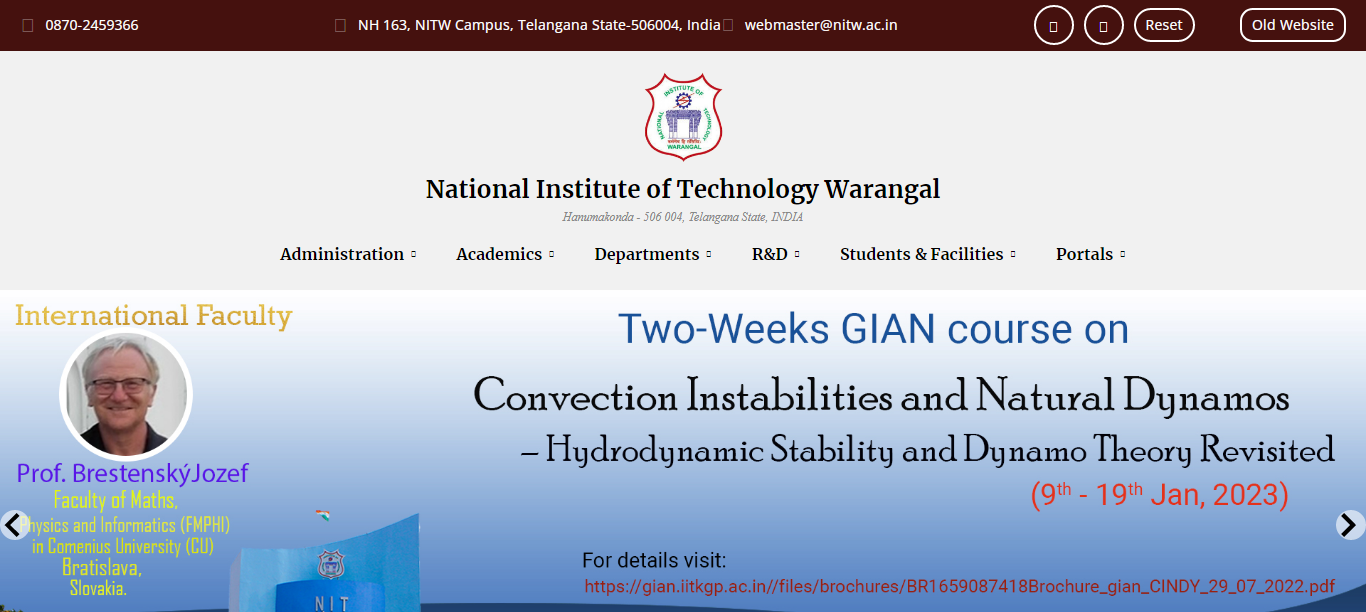 0870-2459366
NH 163, NITW Campus, Telangana State-506004, India
webmaster@nitw.ac.in
Reset
Old Website
INSTITUTE OF
NATIONAL
TECHNOLOGY
WARANGAL
National Institute of Technology Warangal
Hanumakonda - 506 004, Telangana State, INDIA
Administration
Academics
Departments
R&D
Students & Facilities
Portals
International Faculty
Two-Weeks GIAN course on
Convection Instabilities and Natural Dynamos
– Hydrodynamic Stability and Dynamo Theory Revisited
(9th - 19th Jan, 2023)
Prof. BrestenskýJozef
Faculty of Maths,
Physics and Informatics (FMPHI)
in Comenius University (CU)
Bratislava,
Slovakia.
NIT
For details visit:
https://gian.iitkgp.ac.in//files/brochures/BR1659087418Brochure_gian_CINDY_29_07_2022.pdf